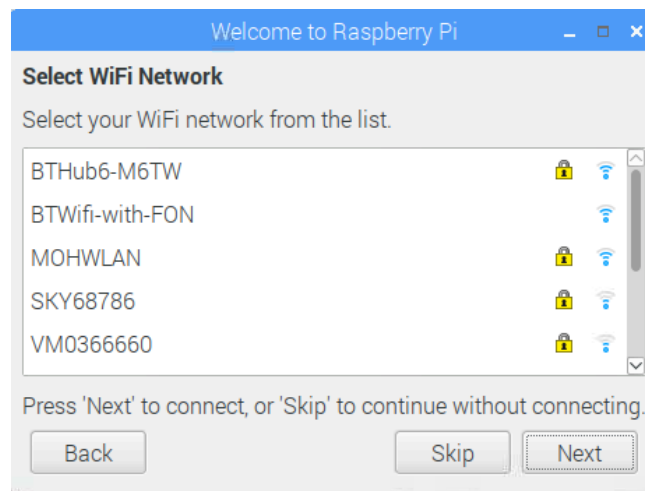 Welcome to Raspberry Pi
Select WiFi Network
Select your WiFi network from the list.
BTHub6-M6TW
BTWifi-with-FON
MOHWLAN
SKY68786
VM0366660
Press 'Next' to connect, or 'Skip' to continue without connecting.
Back Skip Next